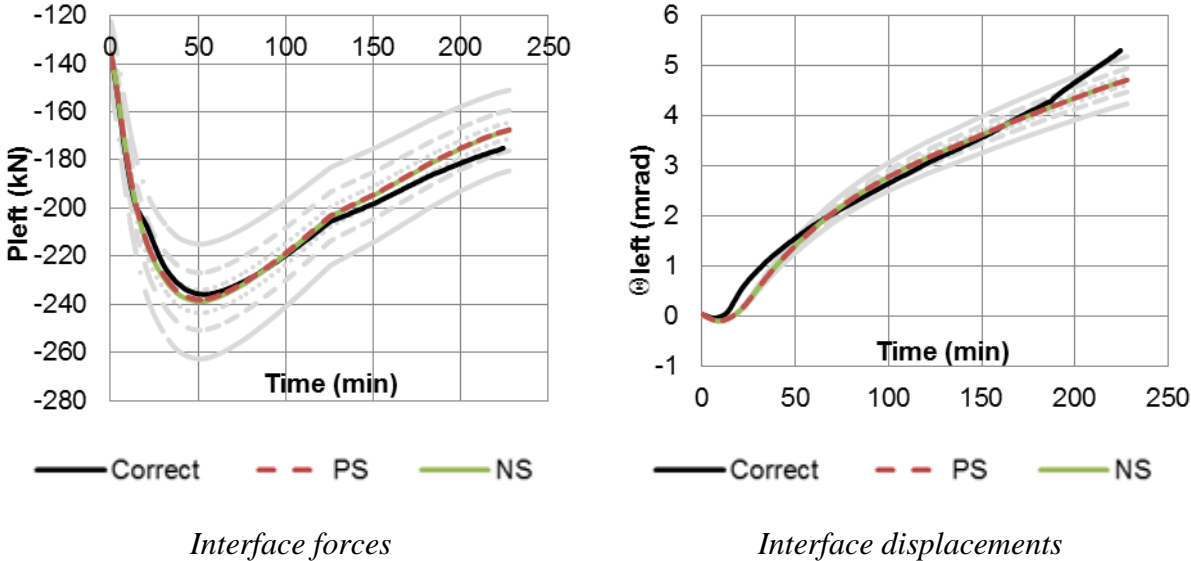 -120
-140
-160
-180
-200
-220
-240
-260
-280
0 50 100 150 200 250
Pleft (kN)
Time (min)
Correct PS NS
Interface forces
6
5
4
3
2
1
0
-1
0 50 100 150 200 250
Θleft (mrad)
Time (min)
Correct PS NS
Interface displacements